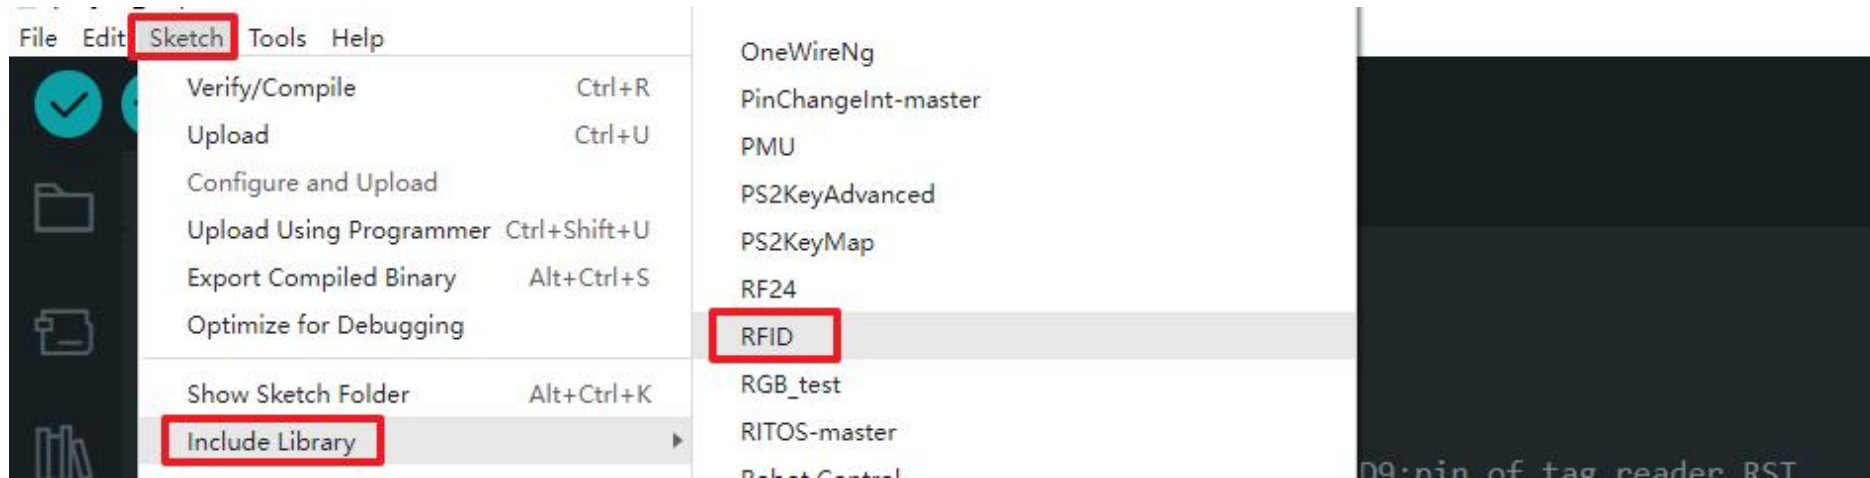 File Edit Sketch Tools Help
Verify/Compile Ctrl+R
Upload Ctrl+U
Configure and Upload
Upload Using Programmer Ctrl+Shift+U
Export Compiled Binary Alt+Ctrl+S
Optimize for Debugging
Show Sketch Folder Alt+Ctrl+K
Include Library
OneWireNg
PinChangeInt-master
PMU
PS2KeyAdvanced
PS2KeyMap
RF24
RFID
RGB_test
RITOS-master
Robot Control
D9:pin of tag reader RST